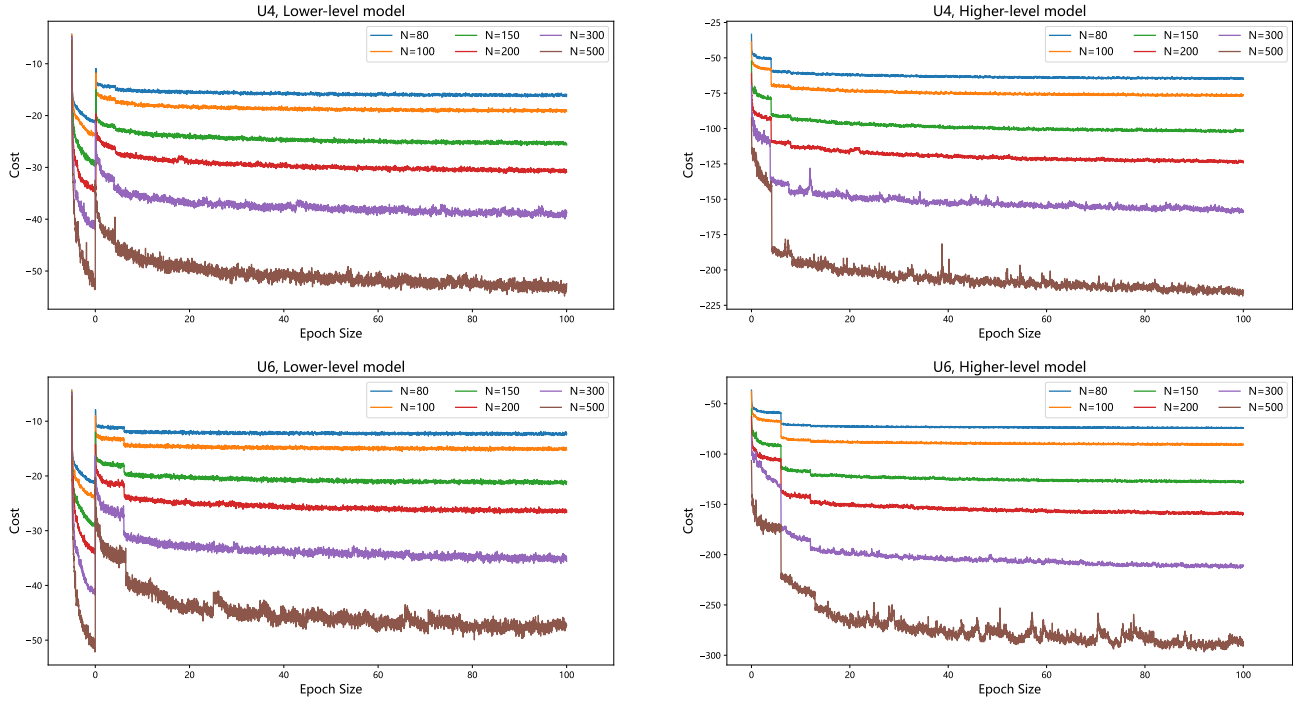 U4, Lower-level model
N=80 N=150 N=300
N=100 N=200 N=500
Cost
−10
−20
−30
−40
−50
0 20 40 60 80 100
Epoch Size
U4, Higher-level model
N=80 N=150 N=300
N=100 N=200 N=500
Cost
−25
−50
−75
−100
−125
−150
−175
−200
−225
0 20 40 60 80 100
Epoch Size
U6, Lower-level model
N=80 N=150 N=300
N=100 N=200 N=500
Cost
−10
−20
−30
−40
−50
0 20 40 60 80 100
Epoch Size
U6, Higher-level model
N=80 N=150 N=300
N=100 N=200 N=500
Cost
−50
−100
−150
−200
−250
−300
0 20 40 60 80 100
Epoch Size